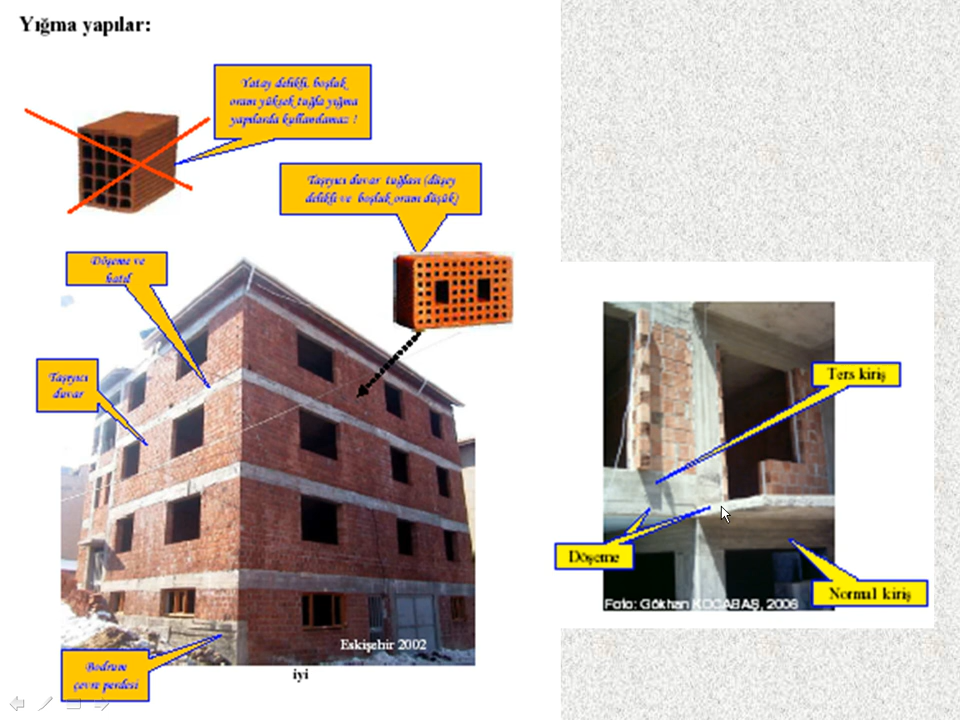 Yığma yapılar:
Yatay delikli, boşluk
oranı yüksek tuğla yığma
yapılarda kullanılamaz !
Taşıyıcı duvar tuğlası (düşey
delikli ve boşluk oranı düşük)
Döşeme ve
hatıl
Taşıyıcı
duvar
Ters kiriş
Döşeme
Normal kiriş
Foto: Gökhan KOCABAŞ, 2006
Eskişehir 2002
Bodrum
çevre perdesi
iyi